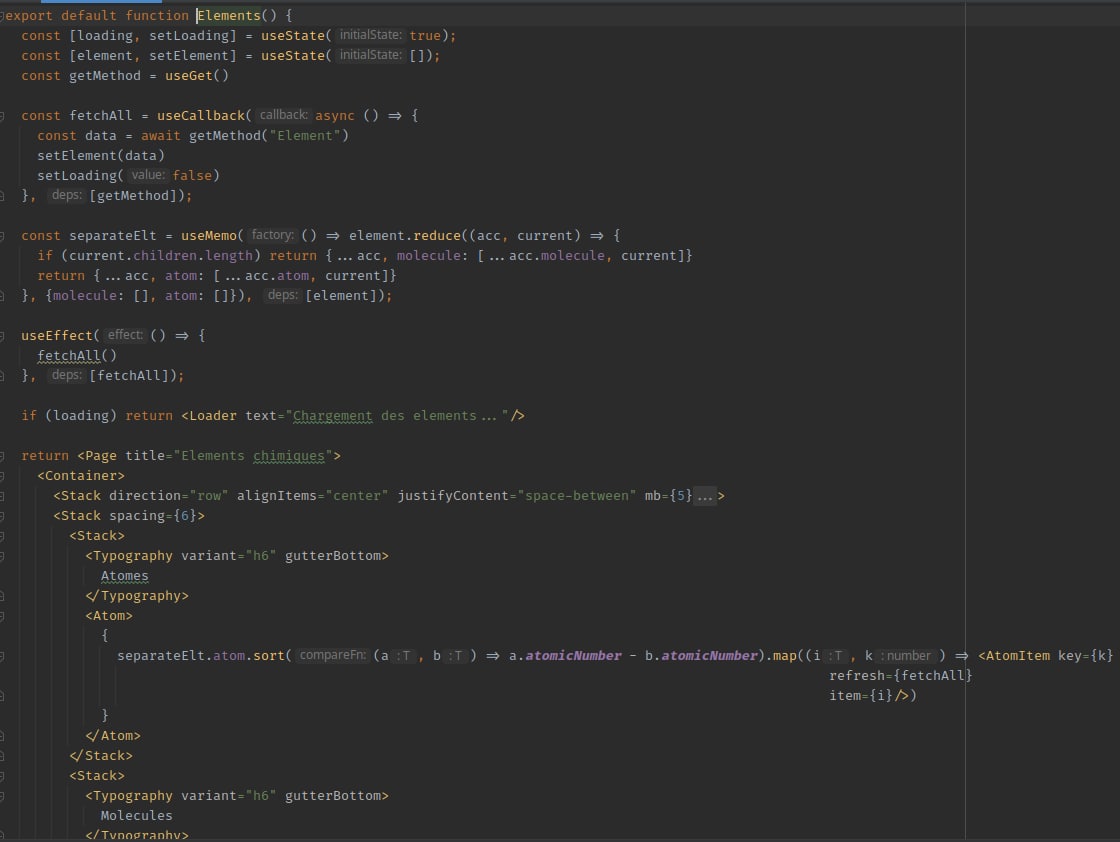 export default function Elements() {
const [loading, setLoading] = useState( initialState: true);
const [element, setElement] = useState( initialState: []);
const getMethod = useGet()
const fetchAll = useCallback( callback: async () => {
const data = await getMethod("Element")
setElement(data)
setLoading( value: false)
}, deps: [getMethod]);
const separateElt = useMemo( factory: () => element.reduce((acc, current) => {
if (current.children.length) return {...acc, molecule: [...acc.molecule, current]}
return {...acc, atom: [...acc.atom, current]}
}, {molecule: [], atom: []}), deps: [element]);
useEffect( effect: () => {
fetchAll()
}, deps: [fetchAll]);
if (loading) return <Loader text="Chargement des elements..."/>
return <Page title="Elements chimiques">
<Container>
<Stack direction="row" alignItems="center" justifyContent="space-between" mb={5}...>
<Stack spacing={6}>
<Stack>
<Typography variant="h6" gutterBottom>
Atomes
</Typography>
<Atom>
{
separateElt.atom.sort( compareFn: (a : T , b : T ) => a.atomicNumber - b.atomicNumber).map((i : T , k : number ) => <AtomItem key={k}
refresh={fetchAll}
item={i}/>)
}
</Atom>
</Stack>
<Stack>
<Typography variant="h6" gutterBottom>
Molecules
</Typography>